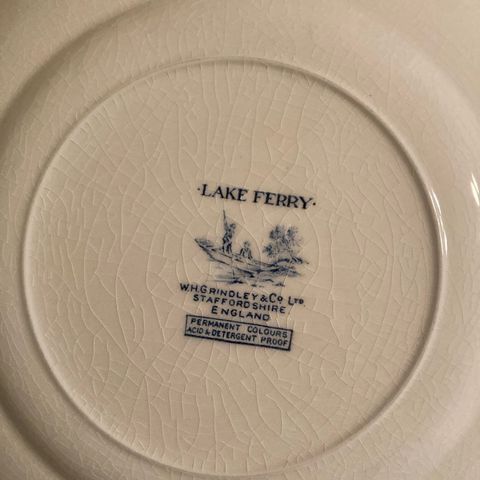 ·LAKE FERRY·
W.H.GRINDLEY & Co LTD.
STAFFORDSHIRE
ENGLAND
PERMANENT COLOURS
ACID & DETERGENT PROOF